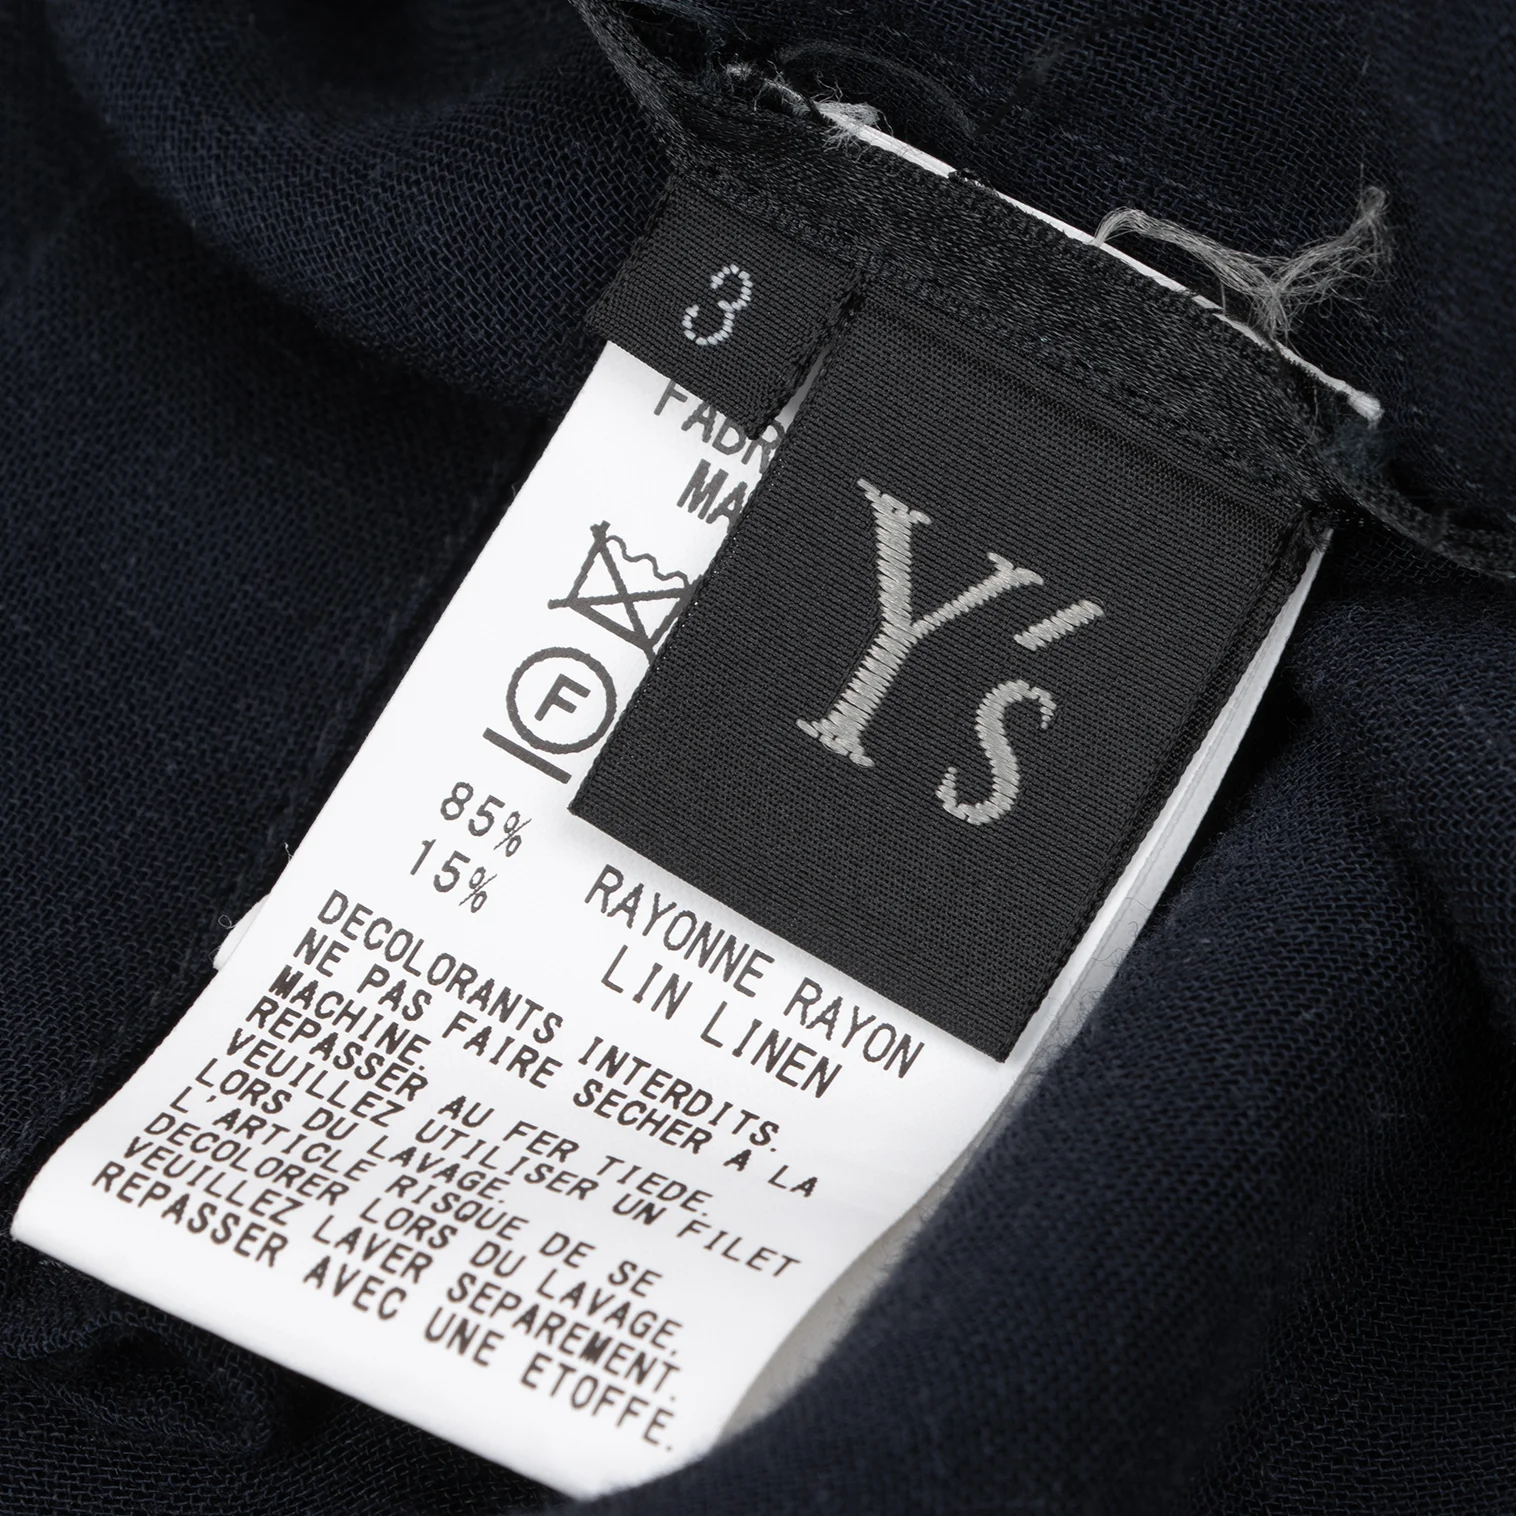 3
Y's
F
85% RAYONNE RAYON
15% LIN LINEN
DECOLORANTS INTERDITS.
NE PAS FAIRE SECHER A LA
MACHINE.
REPASSER AU FER TIEDE.
VEUILLEZ UTILISER UN FILET
LORS DU LAVAGE.
L'ARTICLE RISQUE DE SE
DECOLORER LORS DU LAVAGE.
VEUILLEZ LAVER SEPAREMENT.
REPASSER AVEC UNE ETOFFE.